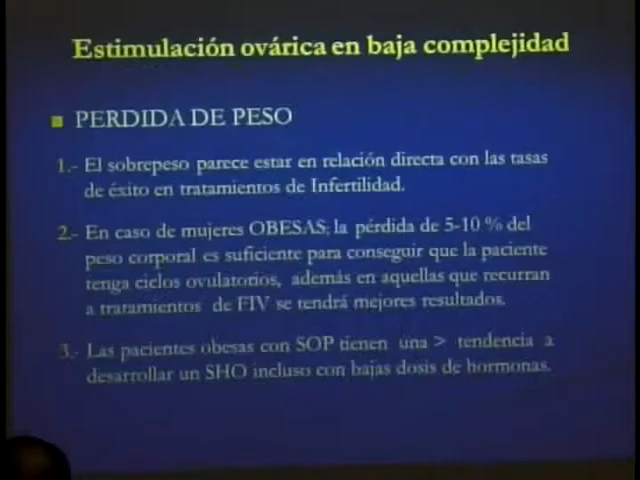 Estimulación ovárica en baja complejidad
PERDIDA DE PESO
1.- El sobrepeso parece estar en relación directa con las tasas
de éxito en tratamientos de Infertilidad.
2.- En caso de mujeres OBESAS, la pérdida de 5-10 % del
peso corporal es suficiente para conseguir que la paciente
tenga ciclos ovulatorios, además en aquellas que recurran
a tratamientos de FIV se tendrá mejores resultados.
3.- Las pacientes obesas con SOP tienen una > tendencia a
desarrollar un SHO incluso con bajas dosis de hormonas.